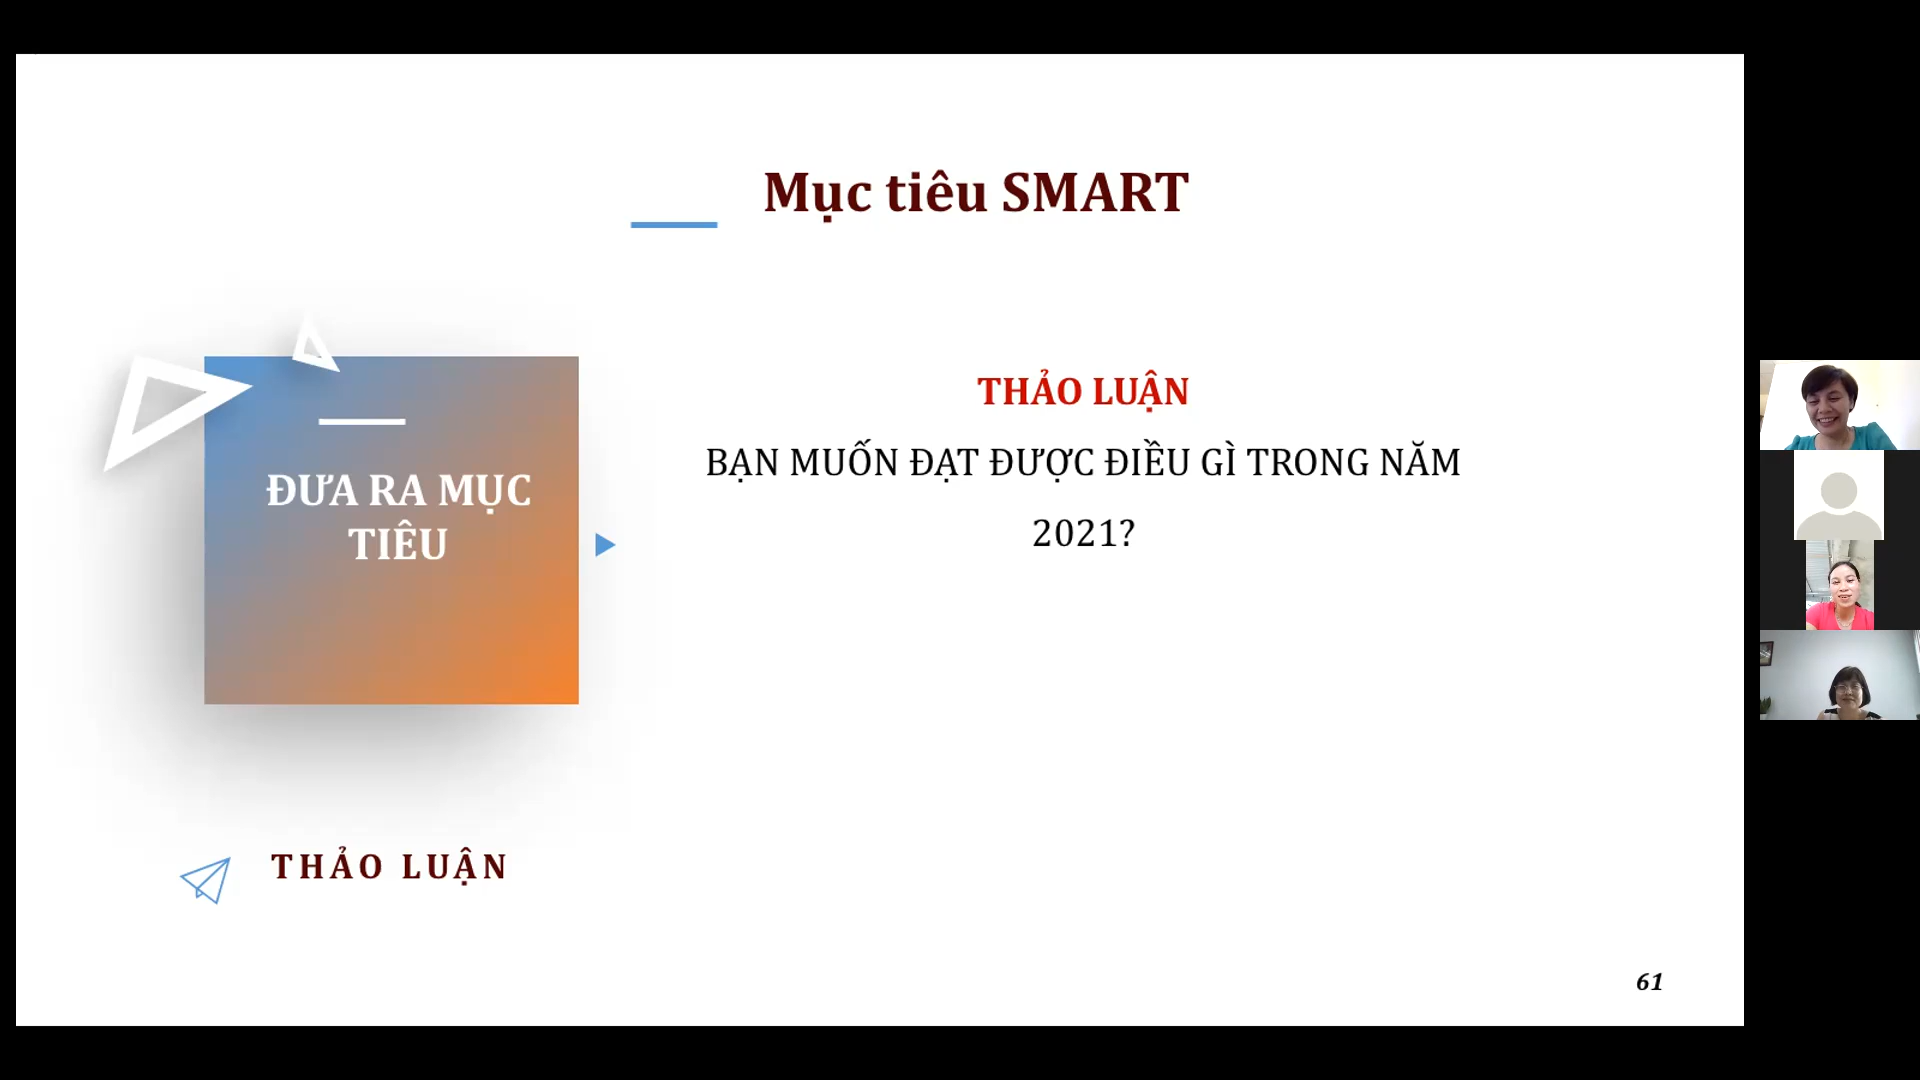 Mục tiêu SMART
ĐƯA RA MỤC
TIÊU
THẢO LUẬN
BẠN MUỐN ĐẠT ĐƯỢC ĐIỀU GÌ TRONG NĂM
2021?
THẢO LUẬN
61